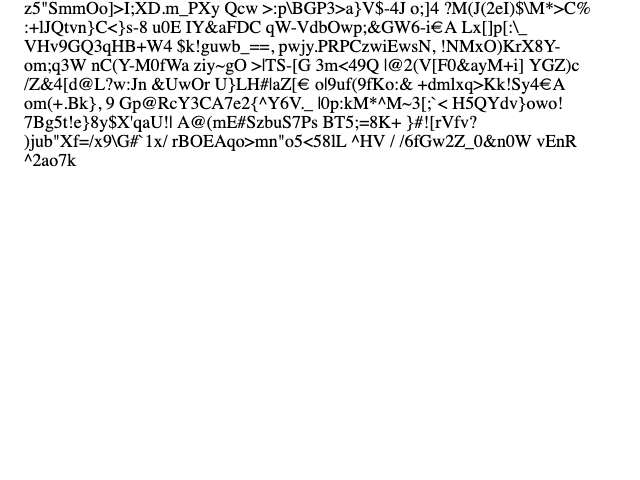 z5"SmmOo]>I;XD.m_PXy Qcw >:p\BGP3>a}V$-4J o;]4 ?M(J(2eI)$\M*>C%
:+lJQtvn}C<}s-8 u0E IY&aFDC qW-VdbOwp;&GW6-i€A Lx[]p[:\_
VHv9GQ3qHB+W4 $k!guwb_==, pwjy.PRPCzwiEwsN, !NMxO)KrX8Y-
om;q3W nC(Y-M0fWa ziy~gO >|TS-[G 3m<49Q |@2(V[F0&ayM+i] YGZ)c
/Z&4[d@L?w:Jn &UwOr U}LH#|aZ[€ o|9uf(9fKo:& +dmlxq>Kk!Sy4€A
om(+.Bk}, 9 Gp@RcY3CA7e2{^Y6V._ |0p:kM*^M~3[;`< H5QYdv}owo!
7Bg5t!e}8y$X'qaU!| A@(mE#SzbuS7Ps BT5;=8K+ }#![rVfv?
)jub"Xf=/x9\G#`1x/ rBOEAqo>mn"o5<58lL ^HV / /6fGw2Z_0&n0W vEnR
^2ao7k